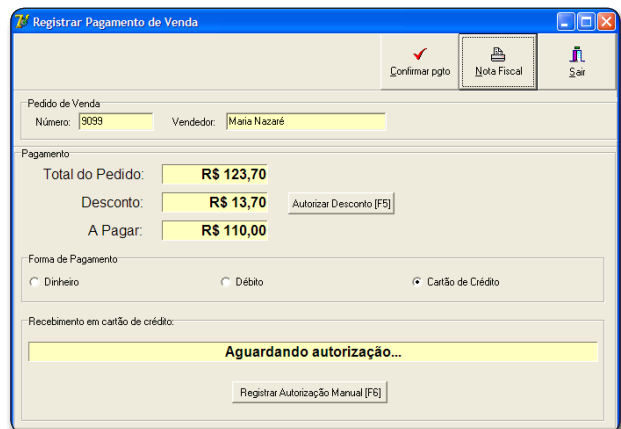 Registrar Pagamento de Venda
Confirmar pgto Nota Fiscal Sair
Pedido de Venda
Número: 9099 Vendedor: Maria Nazaré
Pagamento
Total do Pedido: R$ 123,70
Desconto: R$ 13,70 Autorizar Desconto [F5]
A Pagar: R$ 110,00
Forma de Pagamento
Dinheiro Débito Cartão de Crédito
Recebimento em cartão de crédito:
Aguardando autorização...
Registrar Autorização Manual [F6]